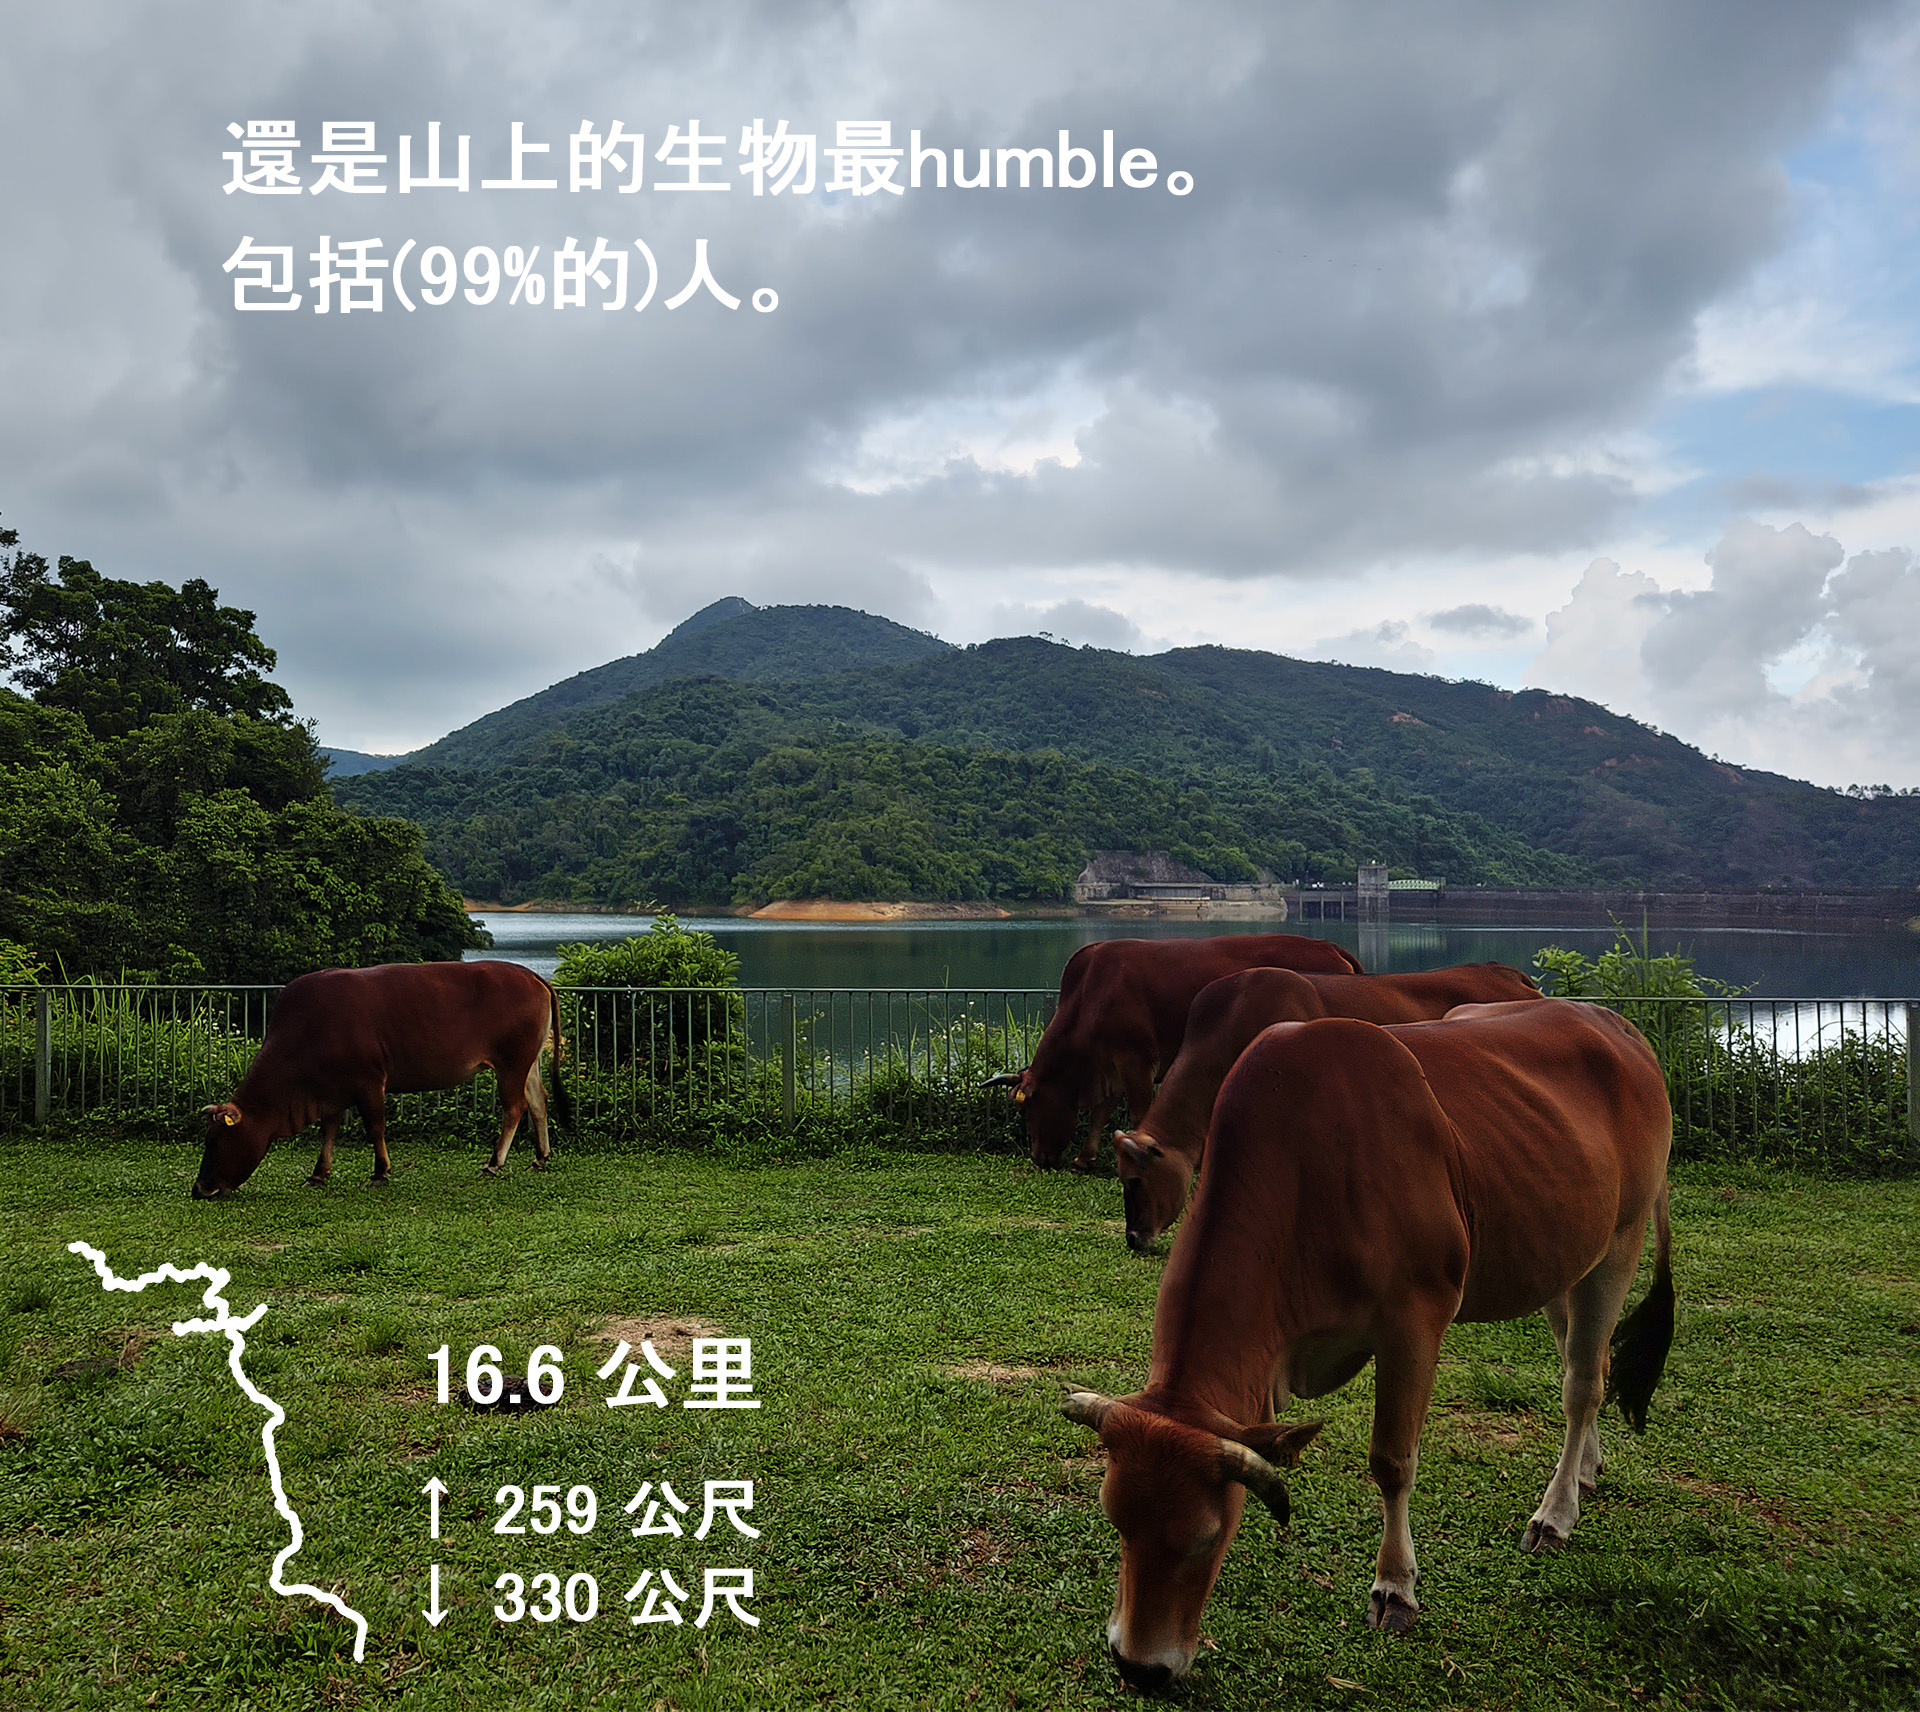 還是山上的生物最humble。
包括(99%的)人。
16.6 公里
↑ 259 公尺
↓ 330 公尺